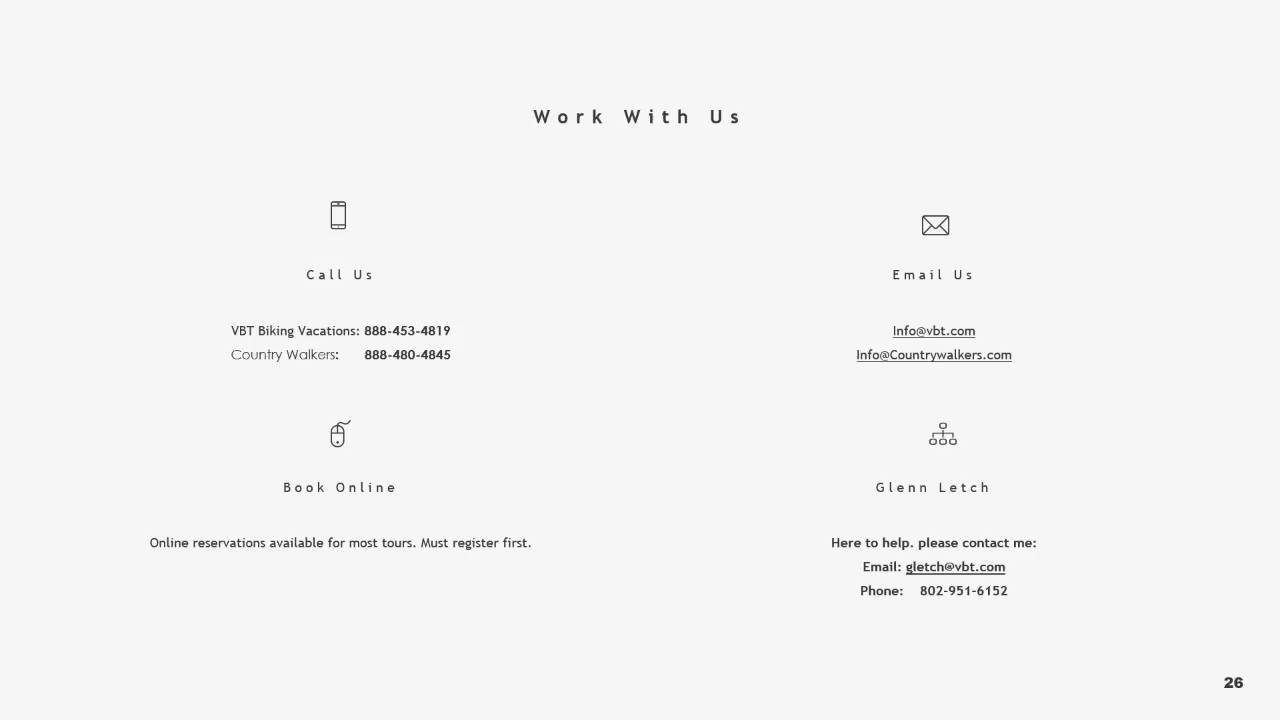 Work With Us
Call Us
VBT Biking Vacations: 888-453-4819
Country Walkers: 888-480-4845
Email Us
Info@vbt.com
Info@Countrywalkers.com
Book Online
Online reservations available for most tours. Must register first.
Glenn Letch
Here to help. please contact me:
Email: gletch@vbt.com
Phone: 802-951-6152
26